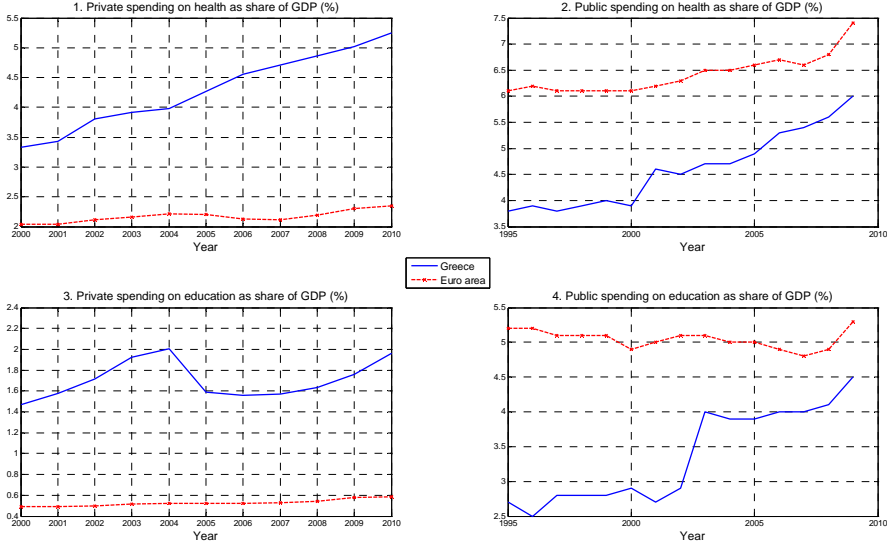 1. Private spending on health as share of GDP (%)
5.5
5
4.5
4
3.5
3
2.5
2
2000 2001 2002 2003 2004 2005 2006 2007 2008 2009 2010
Year
2. Public spending on health as share of GDP (%)
7.5
7
6.5
6
5.5
5
4.5
4
3.5
1995 2000 2005 2010
Year
Greece
Euro area
3. Private spending on education as share of GDP (%)
2.4
2.2
2
1.8
1.6
1.4
1.2
1
0.8
0.6
0.4
2000 2001 2002 2003 2004 2005 2006 2007 2008 2009 2010
Year
4. Public spending on education as share of GDP (%)
5.5
5
4.5
4
3.5
3
2.5
1995 2000 2005 2010
Year